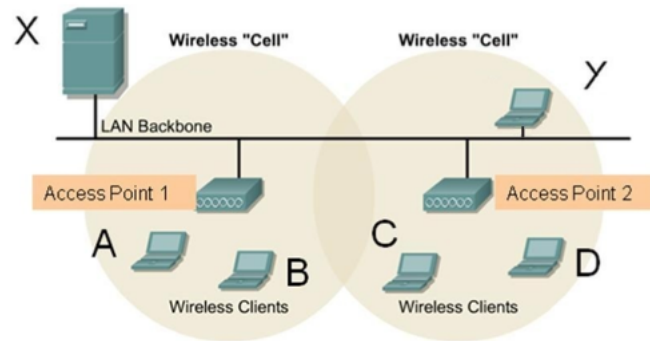 X
Wireless "Cell"
Wireless "Cell"
Y
LAN Backbone
Access Point 1
Access Point 2
A
B
C
D
Wireless Clients
Wireless Clients